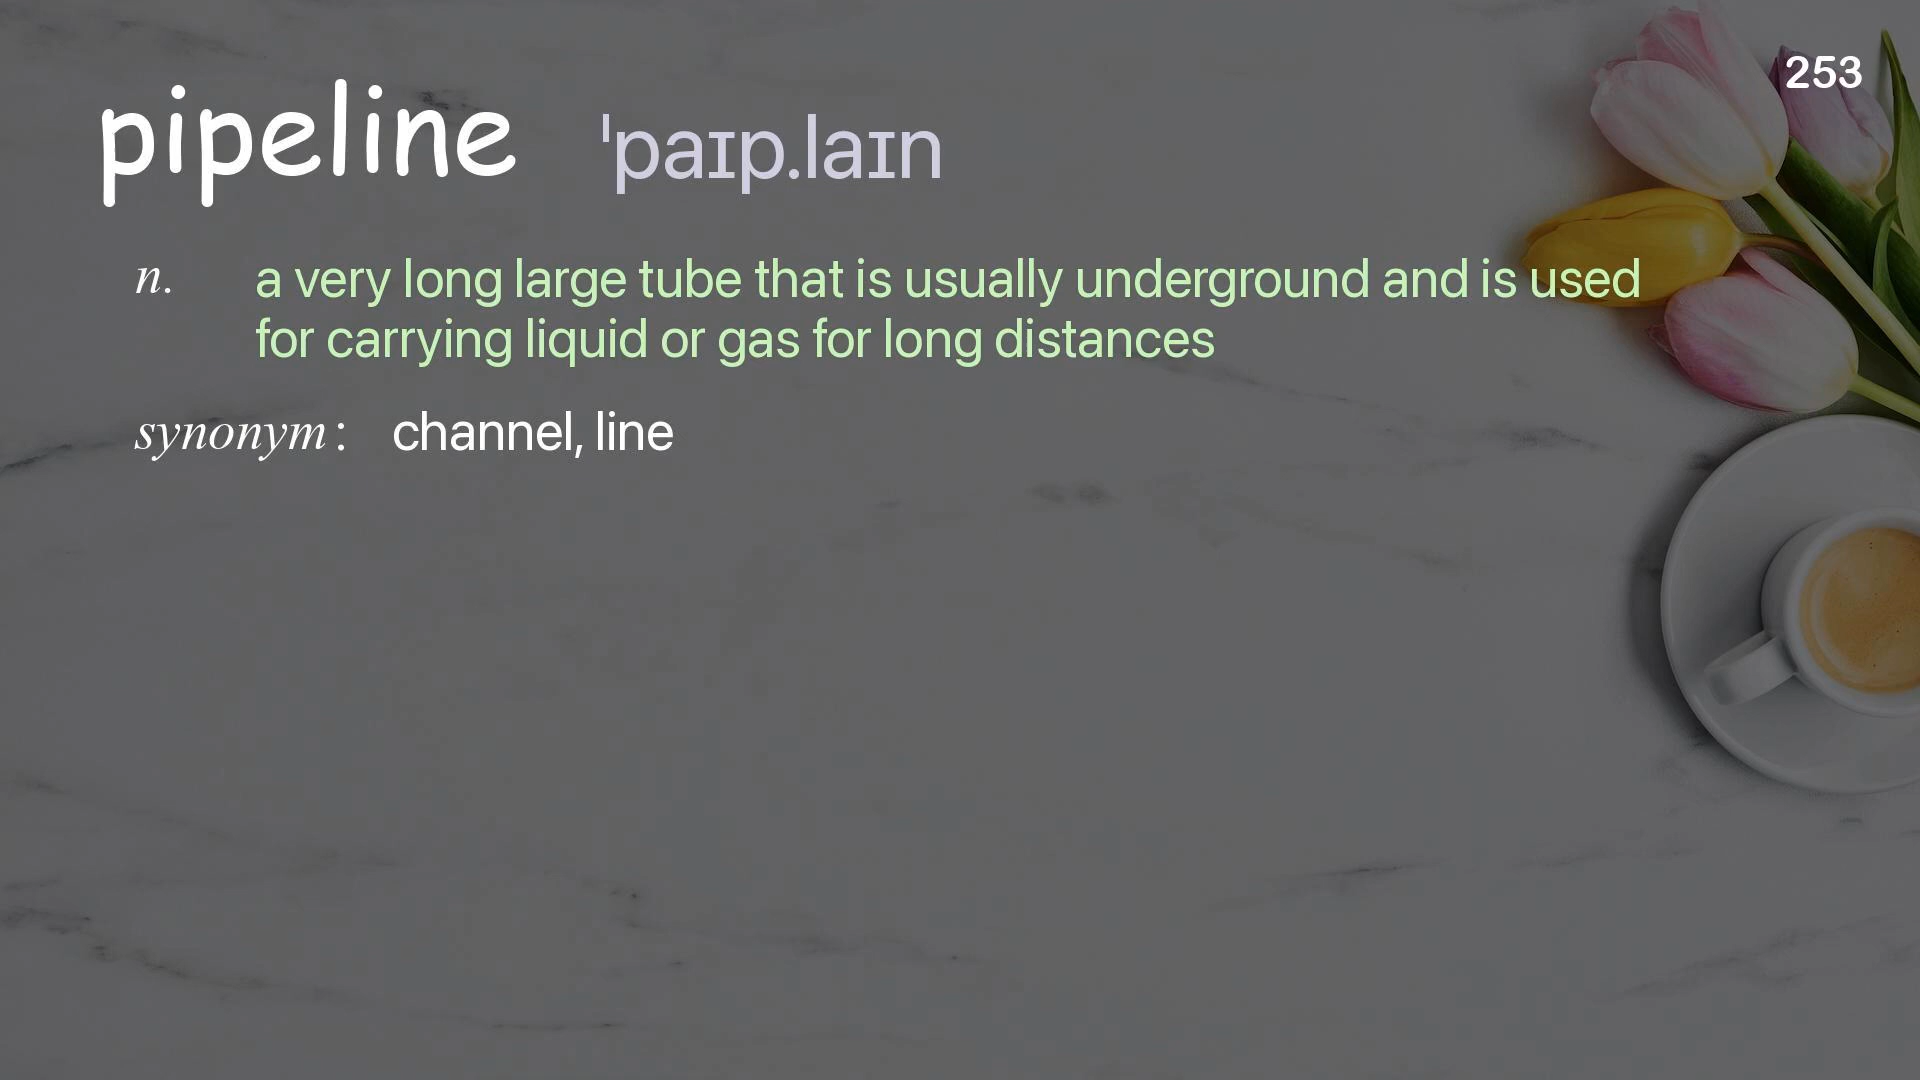 253
pipeline ˈpaɪp.laɪn
n. a very long large tube that is usually underground and is used
for carrying liquid or gas for long distances
synonym: channel, line